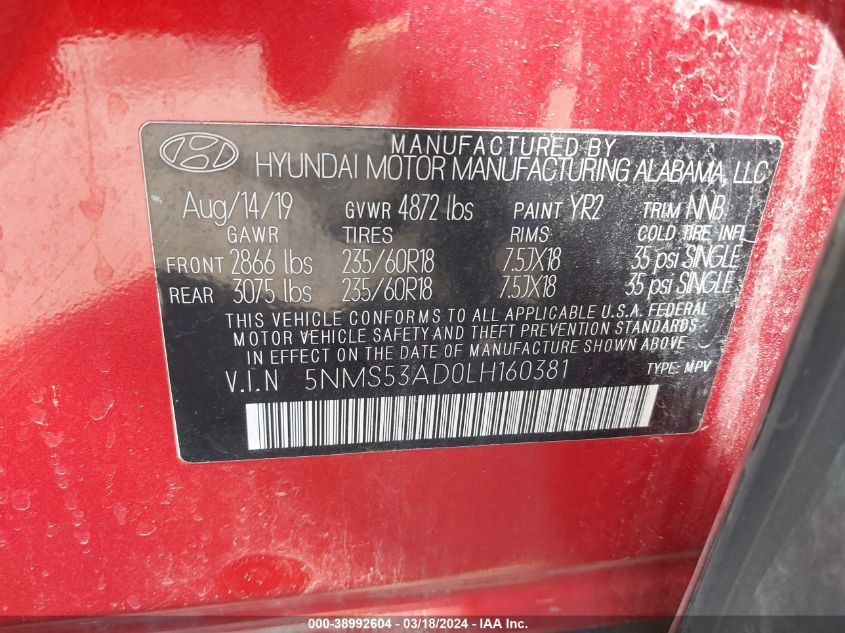 MANUFACTURED BY
HYUNDAI MOTOR MANUFACTURING ALABAMA, LLC
Aug/14/19 GVWR 4872 lbs PAINT YR2 TRIM NNB
GAWR TIRES RIMS COLD TIRE INFL
FRONT 2866 lbs 235/60R18 7.5JX18 35 psi SINGLE
REAR 3075 lbs 235/60R18 7.5JX18 35 psi SINGLE
THIS VEHICLE CONFORMS TO ALL APPLICABLE U.S.A. FEDERAL
MOTOR VEHICLE SAFETY AND THEFT PREVENTION STANDARDS
IN EFFECT ON THE DATE OF MANUFACTURE SHOWN ABOVE
V.I.N 5NMS53AD0LH160381 TYPE: MPV
000-38992604 - 03/18/2024 - IAA Inc.